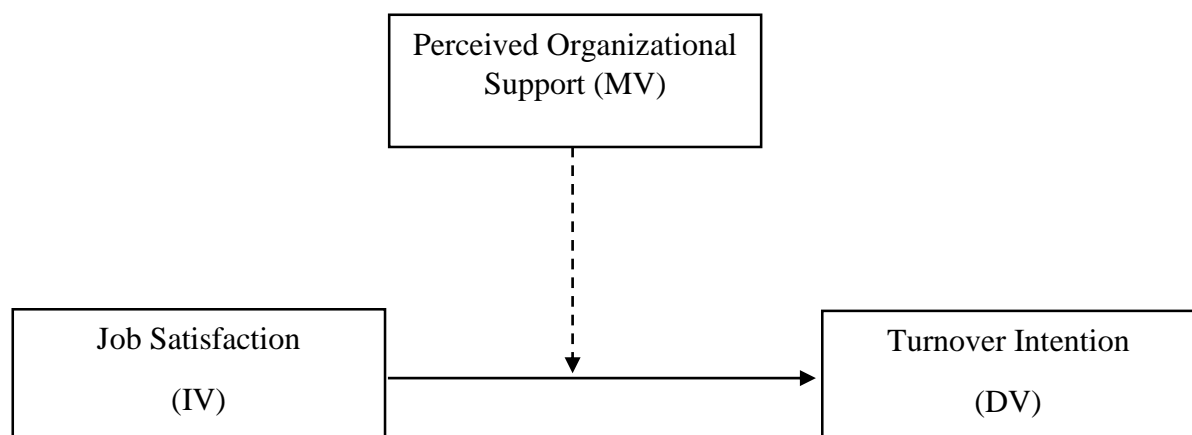 Perceived Organizational
Support (MV)
Job Satisfaction
(IV)
Turnover Intention
(DV)